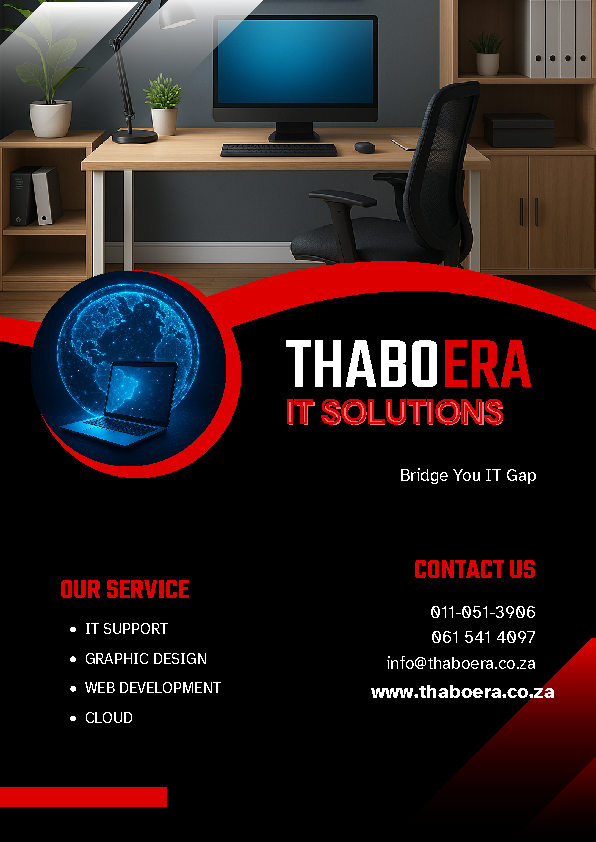 THABOERA
IT SOLUTIONS
Bridge You IT Gap
OUR SERVICE
• IT SUPPORT
• GRAPHIC DESIGN
• WEB DEVELOPMENT
• CLOUD
CONTACT US
011-051-3906
061 541 4097
info@thaboera.co.za
www.thaboera.co.za